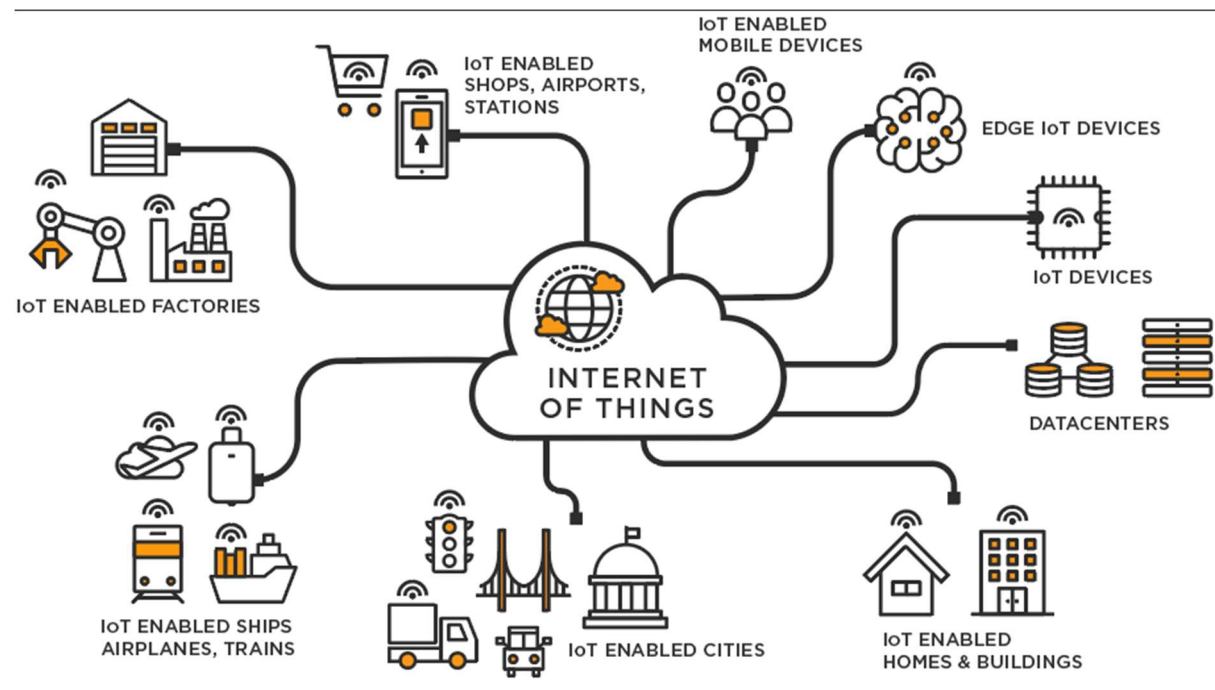 IoT ENABLED
MOBILE DEVICES
IoT ENABLED
SHOPS, AIRPORTS,
STATIONS
EDGE IoT DEVICES
IoT DEVICES
IoT ENABLED FACTORIES
INTERNET
OF THINGS
DATACENTERS
IoT ENABLED SHIPS
AIRPLANES, TRAINS
IoT ENABLED CITIES
IoT ENABLED
HOMES & BUILDINGS